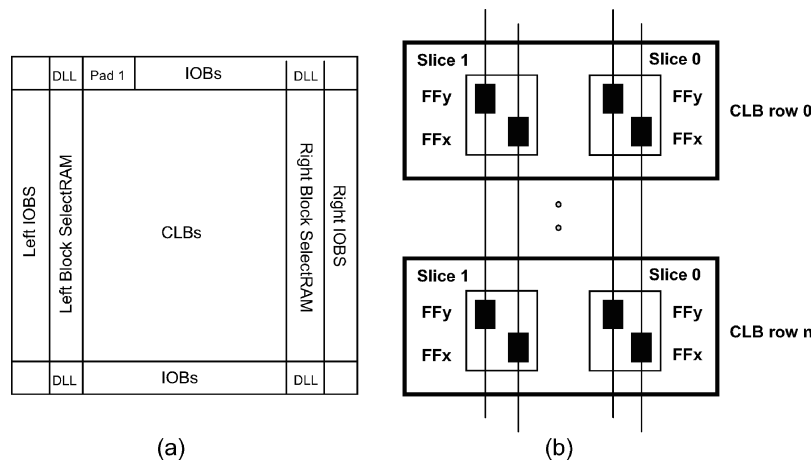 DLL
Pad 1
IOBs
DLL
Left IOBS
Left Block SelectRAM
CLBs
Right Block SelectRAM
Right IOBS
DLL
IOBs
DLL
(a)
Slice 1
Slice 0
FFy
FFy
CLB row 0
FFx
FFx
Slice 1
Slice 0
FFy
FFy
CLB row n
FFx
FFx
(b)